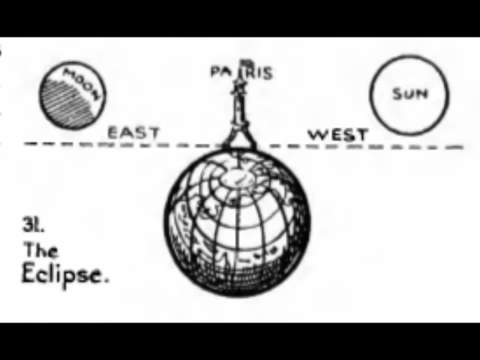 PARIS
MOON
SUN
EAST
WEST
31.
The
Eclipse.